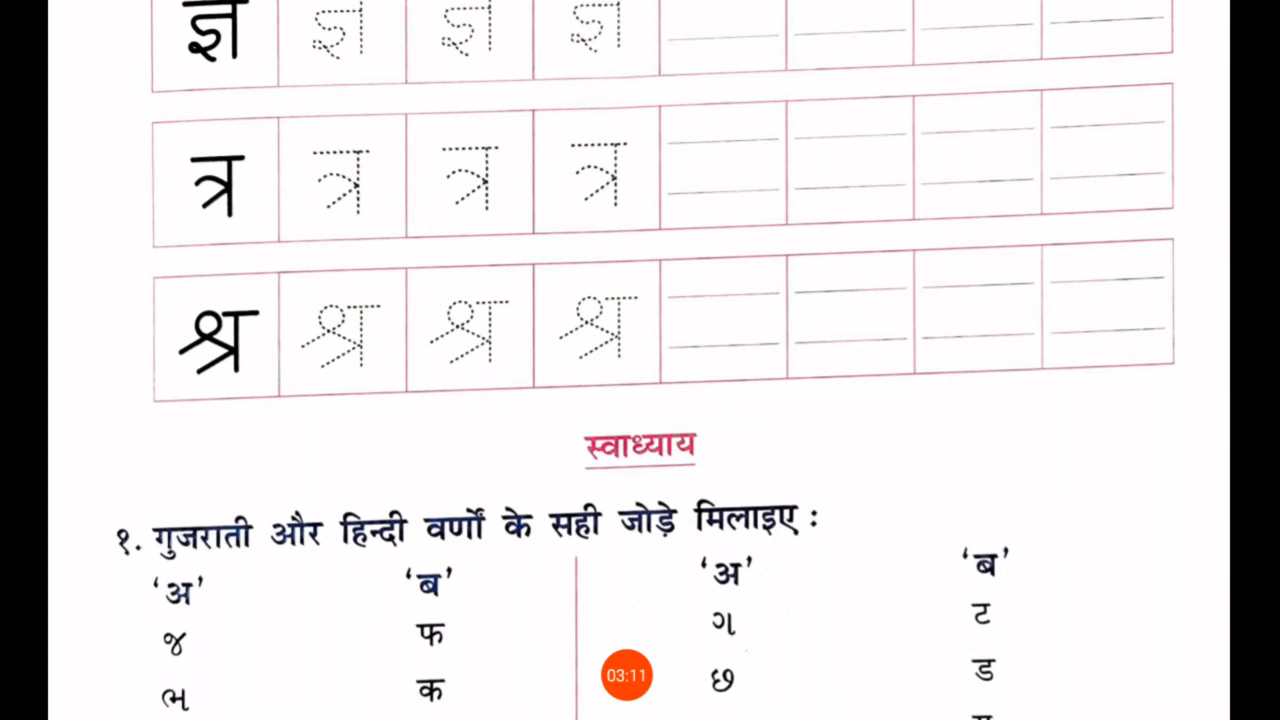 ज्ञ ज्ञ ज्ञ ज्ञ
त्र त्र त्र त्र
श्र श्र श्र श्र
स्वाध्याय
१. गुजराती और हिन्दी वर्णों के सही जोड़े मिलाइए :
‘अ’ ‘ब’ ‘अ’ ‘ब’
જ फ ગ ट
ભ क છ ड
03:11